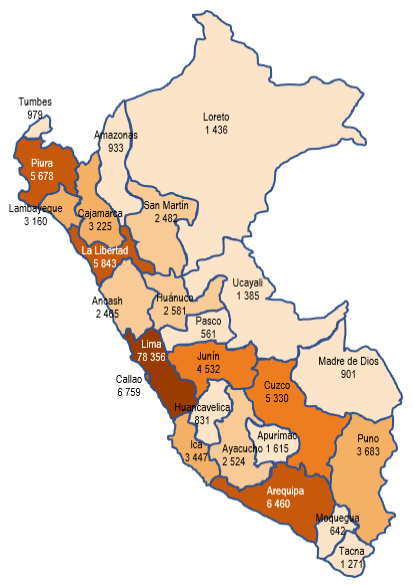 Tumbes
979
Loreto
1 436
Amazonas
933
Piura
5 678
Lambayeque
3 160
Cajamarca
3 225
San Martín
2 482
La Libertad
5 843
Ancash
2 465
Huánuco
2 581
Ucayali
1 385
Pasco
561
Lima
78 356
Junín
4 532
Madre de Dios
901
Callao
6 759
Cuzco
5 330
Huancavelica
831
Ica
3 447
Ayacucho
2 524
Apurimac
1 615
Puno
3 683
Arequipa
6 460
Moquegua
642
Tacna
1 271